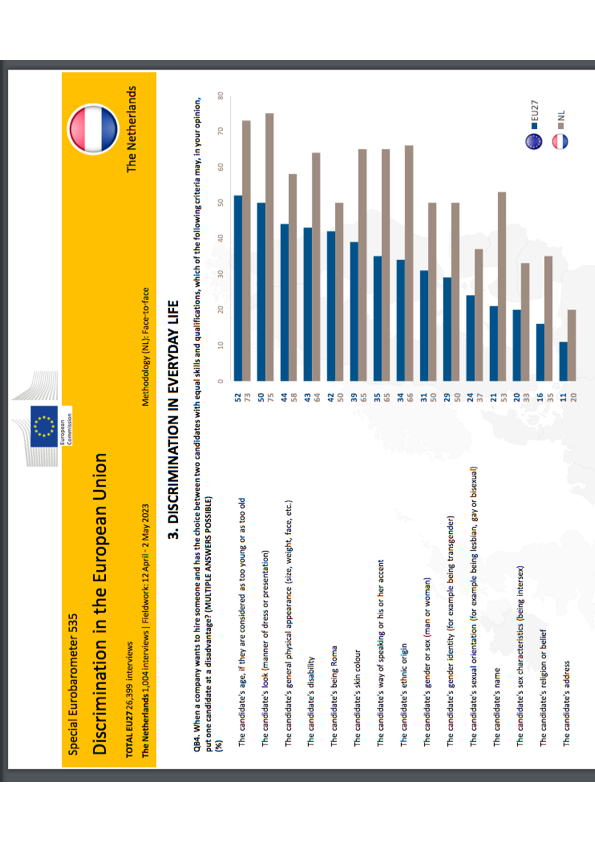 European
Commission
Special Eurobarometer 535
Discrimination in the European Union
The Netherlands
TOTAL EU27 26,399 interviews
The Netherlands 1,004 interviews | Fieldwork: 12 April - 2 May 2023
Methodology (NL): Face-to-face
3. DISCRIMINATION IN EVERYDAY LIFE
QB4. When a company wants to hire someone and has the choice between two candidates with equal skills and qualifications, which of the following criteria may, in your opinion,
put one candidate at a disadvantage? (MULTIPLE ANSWERS POSSIBLE)
(%)
0 10 20 30 40 50 60 70 80
The candidate's age, if they are considered as too young or as too old 52
73
The candidate's look (manner of dress or presentation) 50
75
The candidate's general physical appearance (size, weight, face, etc.) 44
58
The candidate's disability 43
64
The candidate's being Roma 42
50
The candidate's skin colour 39
65
The candidate's way of speaking or his or her accent 35
65
The candidate's ethnic origin 34
66
The candidate's gender or sex (man or woman) 31
50
The candidate's gender identity (for example being transgender) 29
50
The candidate's sexual orientation (for example being lesbian, gay or bisexual) 24
37
The candidate's name 21
53
The candidate's sex characteristics (being intersex) 20
33
The candidate's religion or belief 16
35
The candidate's address 11
20
EU27
NL